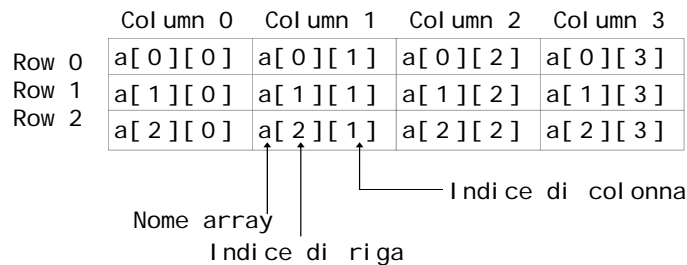 Column 0 Column 1 Column 2 Column 3
Row 0 a[0][0] a[0][1] a[0][2] a[0][3]
Row 1 a[1][0] a[1][1] a[1][2] a[1][3]
Row 2 a[2][0] a[2][1] a[2][2] a[2][3]
Indice di colonna
Nome array
Indice di riga